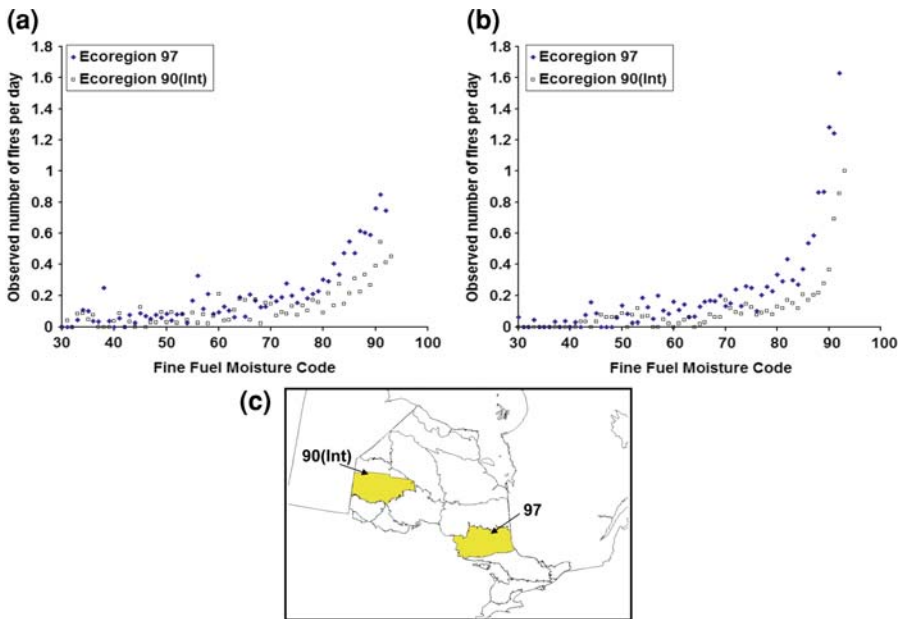 (a)
1.8
1.6
1.4
1.2
1
0.8
0.6
0.4
0.2
0
Observed number of fires per day
Ecoregion 97
Ecoregion 90(Int)
30 40 50 60 70 80 90 100
Fine Fuel Moisture Code
(b)
1.8
1.6
1.4
1.2
1
0.8
0.6
0.4
0.2
0
Observed number of fires per day
Ecoregion 97
Ecoregion 90(Int)
30 40 50 60 70 80 90 100
Fine Fuel Moisture Code
(c)
90(Int)
97